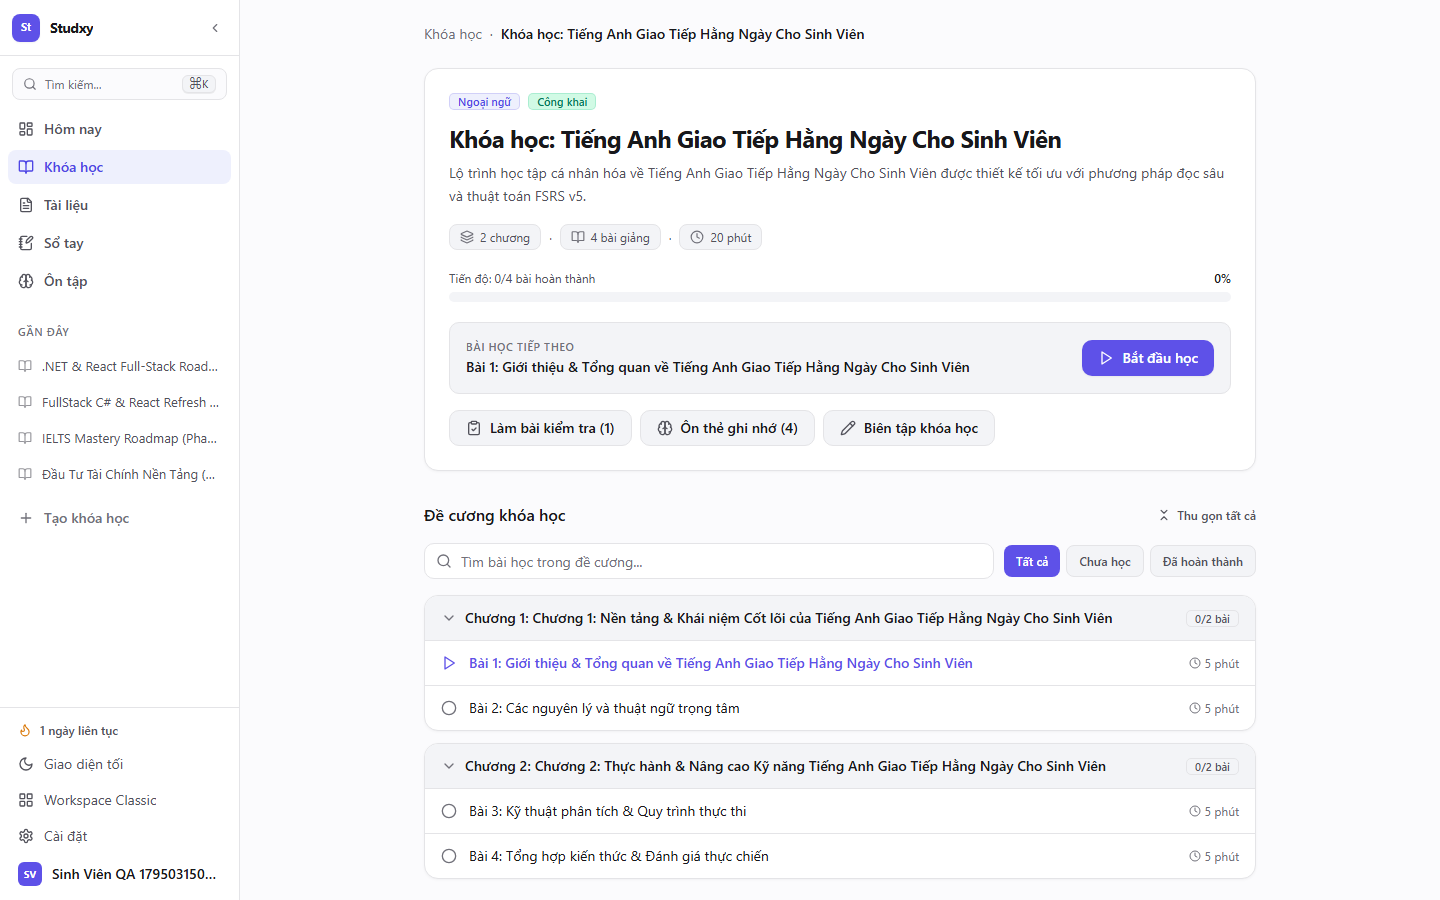 St Studxy
Tìm kiếm... ⌘K
Hôm nay
Khóa học
Tài liệu
Sổ tay
Ôn tập
GẦN ĐÂY
.NET & React Full-Stack Road...
FullStack C# & React Refresh ...
IELTS Mastery Roadmap (Pha...
Đầu Tư Tài Chính Nền Tảng (...
Tạo khóa học
1 ngày liên tục
Giao diện tối
Workspace Classic
Cài đặt
SV Sinh Viên QA 179503150...
Khóa học · Khóa học: Tiếng Anh Giao Tiếp Hằng Ngày Cho Sinh Viên
Ngoại ngữ Công khai
Khóa học: Tiếng Anh Giao Tiếp Hằng Ngày Cho Sinh Viên
Lộ trình học tập cá nhân hóa về Tiếng Anh Giao Tiếp Hằng Ngày Cho Sinh Viên được thiết kế tối ưu với phương pháp đọc sâu
và thuật toán FSRS v5.
2 chương · 4 bài giảng · 20 phút
Tiến độ: 0/4 bài hoàn thành 0%
BÀI HỌC TIẾP THEO
Bài 1: Giới thiệu & Tổng quan về Tiếng Anh Giao Tiếp Hằng Ngày Cho Sinh Viên
Bắt đầu học
Làm bài kiểm tra (1) Ôn thẻ ghi nhớ (4) Biên tập khóa học
Đề cương khóa học Thu gọn tất cả
Tìm bài học trong đề cương... Tất cả Chưa học Đã hoàn thành
Chương 1: Chương 1: Nền tảng & Khái niệm Cốt lõi của Tiếng Anh Giao Tiếp Hằng Ngày Cho Sinh Viên 0/2 bài
Bài 1: Giới thiệu & Tổng quan về Tiếng Anh Giao Tiếp Hằng Ngày Cho Sinh Viên 5 phút
Bài 2: Các nguyên lý và thuật ngữ trọng tâm 5 phút
Chương 2: Chương 2: Thực hành & Nâng cao Kỹ năng Tiếng Anh Giao Tiếp Hằng Ngày Cho Sinh Viên 0/2 bài
Bài 3: Kỹ thuật phân tích & Quy trình thực thi 5 phút
Bài 4: Tổng hợp kiến thức & Đánh giá thực chiến 5 phút